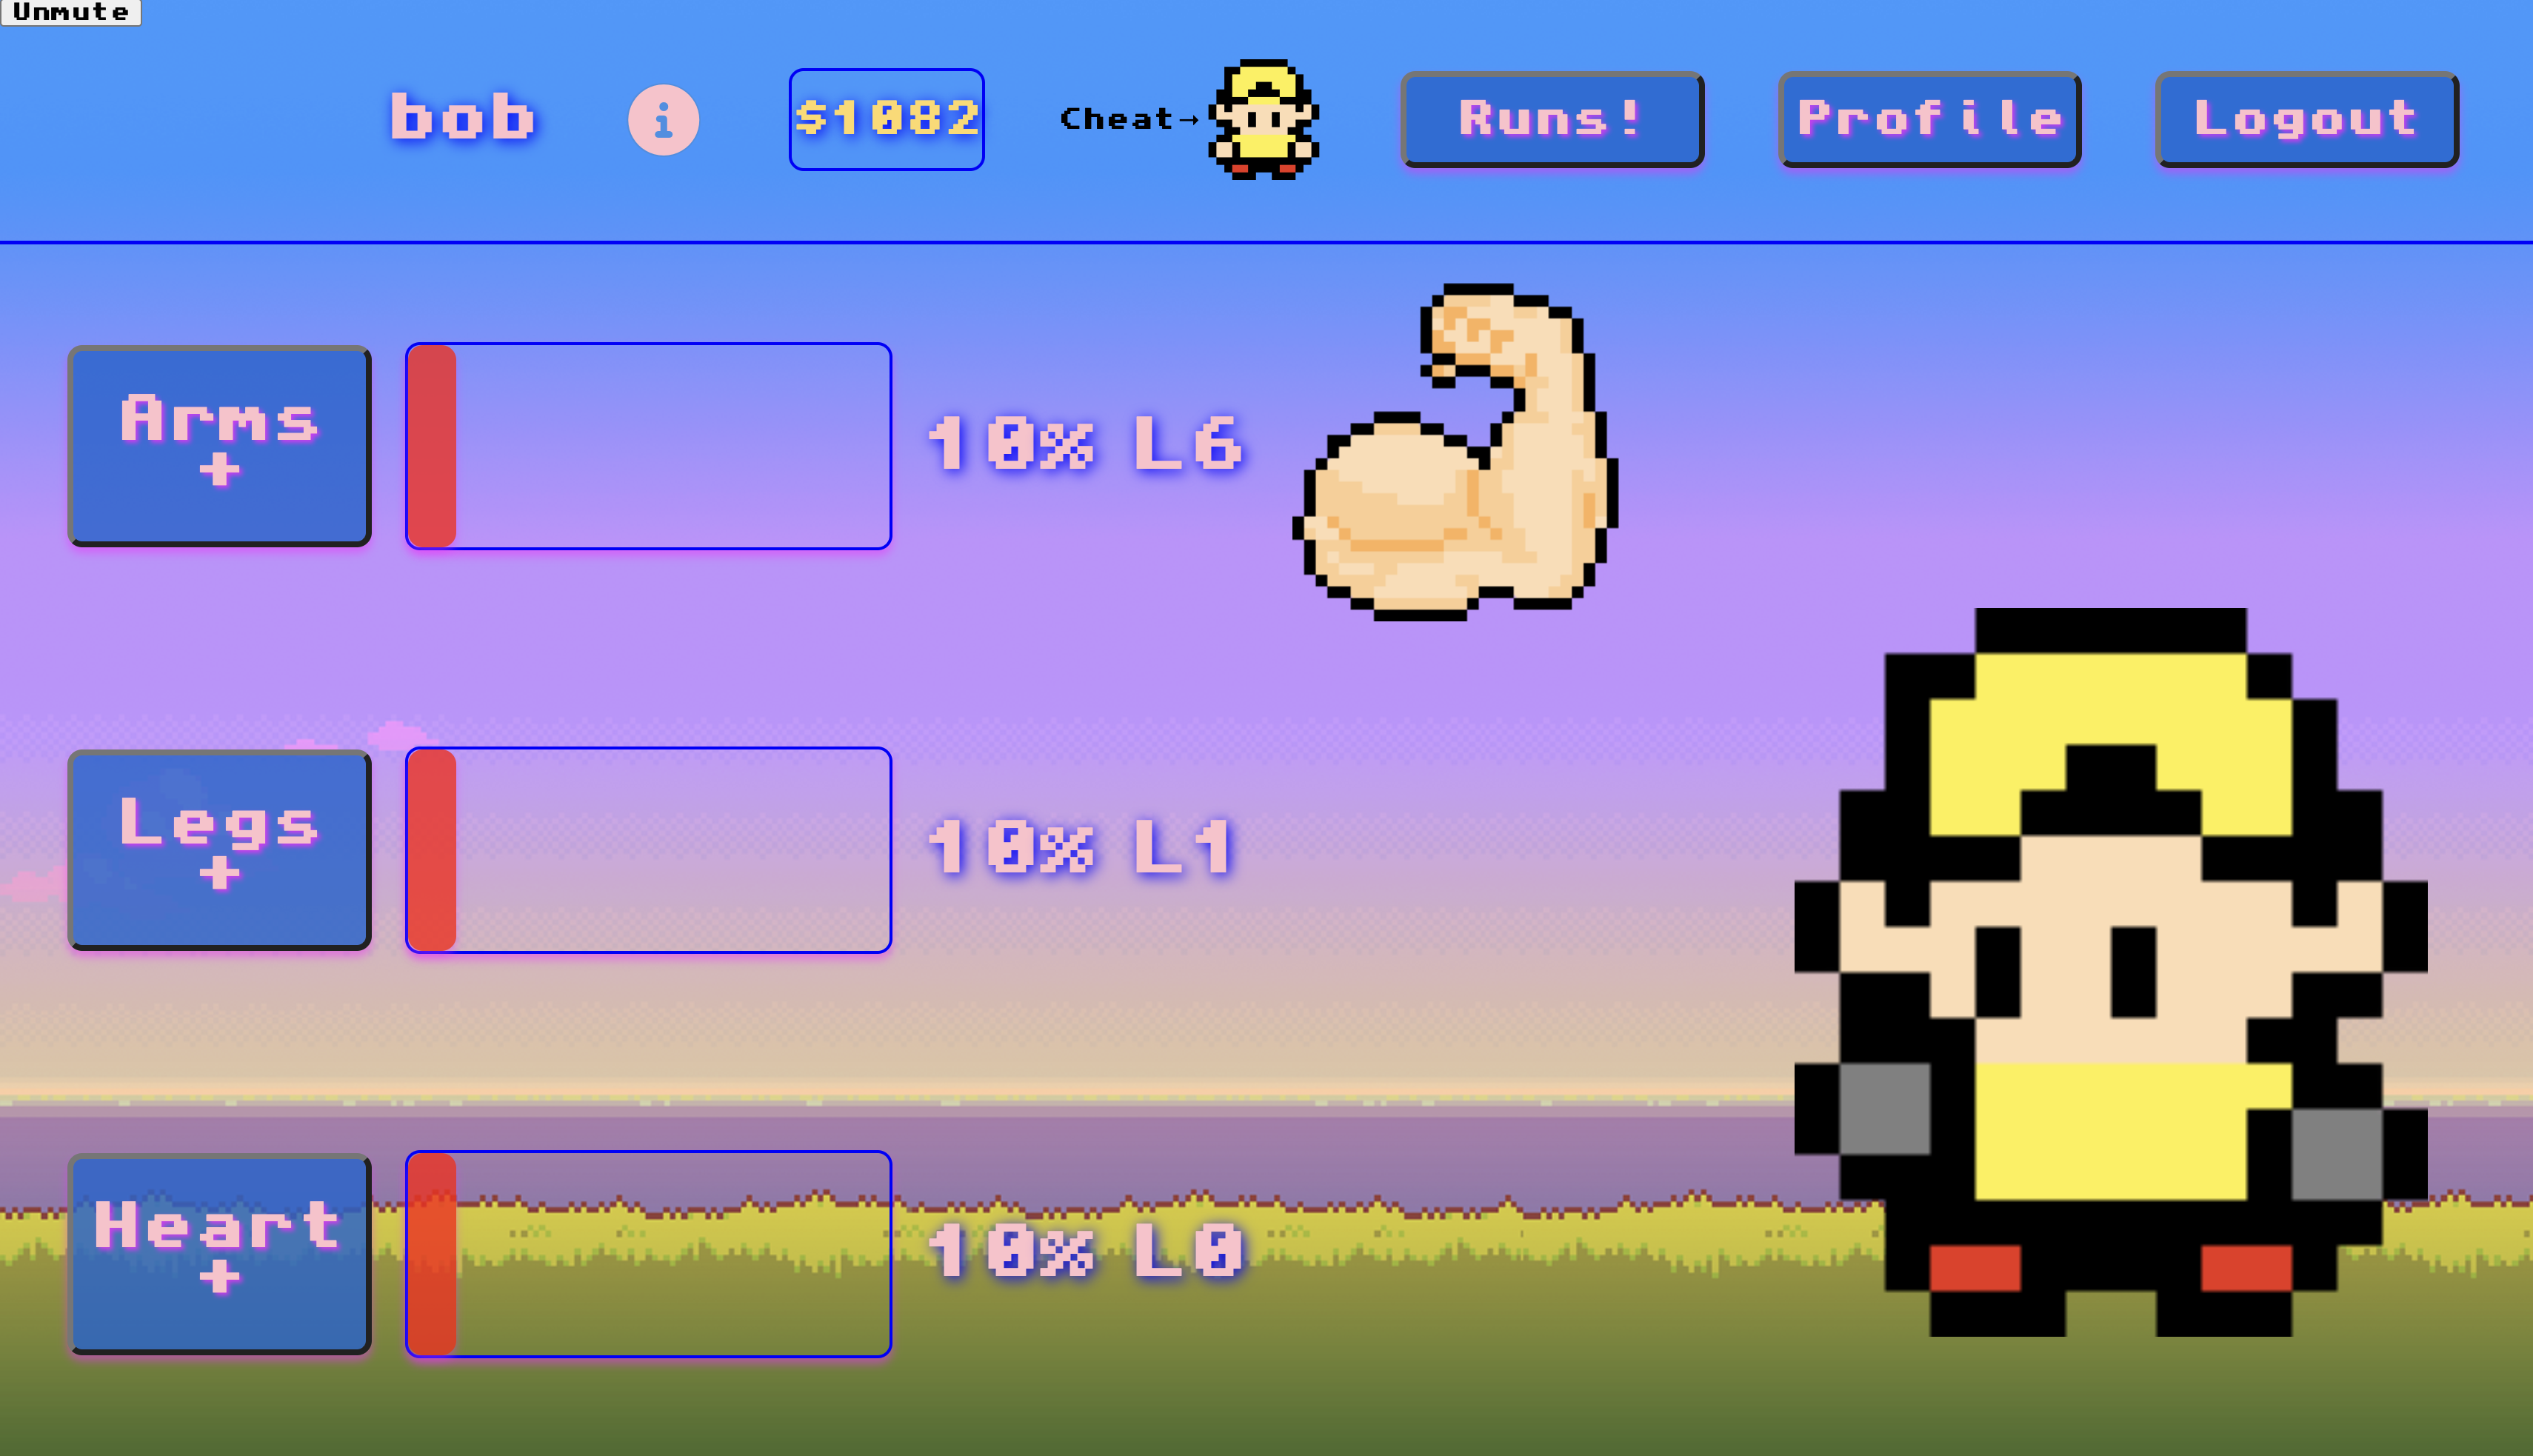 Unmute
bob
i
$1082
Cheat→
Runs!
Profile
Logout
Arms
+
10% L6
Legs
+
10% L1
Heart
+
10% L0